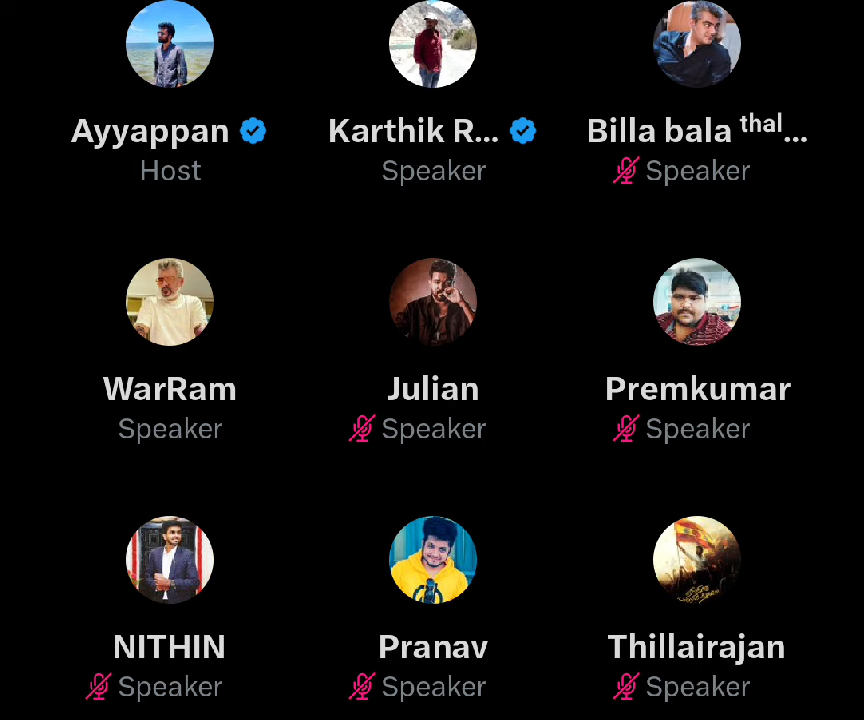 Ayyappan
Karthik R...
Billa bala ᵗʰᵃˡ...
Host
Speaker
Speaker
WarRam
Julian
Premkumar
Speaker
Speaker
Speaker
NITHIN
Pranav
Thillairajan
Speaker
Speaker
Speaker